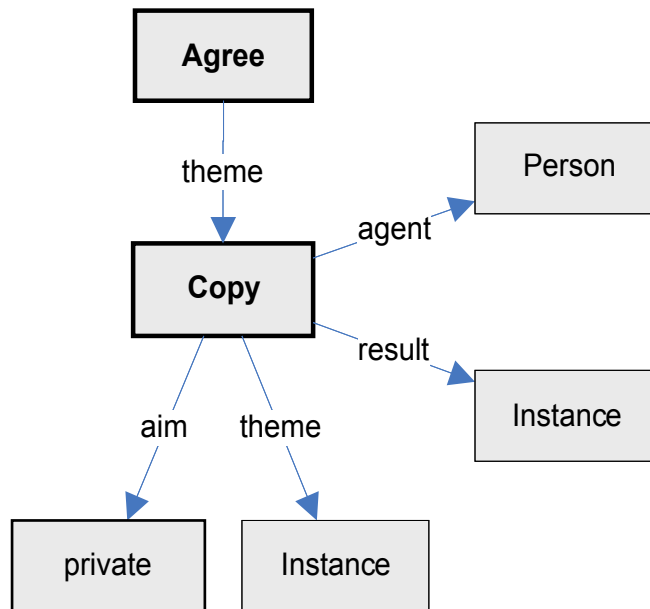 Agree
theme
Person
agent
Copy
result
Instance
aim
theme
private
Instance